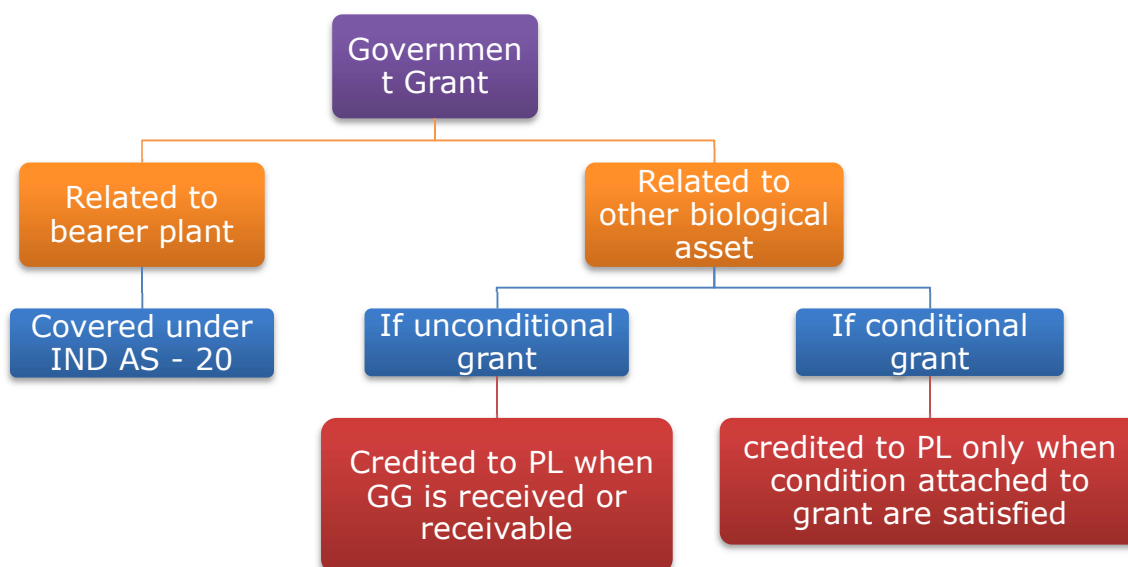 Governmen
t Grant
Related to
bearer plant
Related to
other biological
asset
Covered under
IND AS - 20
If unconditional
grant
If conditional
grant
Credited to PL when
GG is received or
receivable
credited to PL only when
condition attached to
grant are satisfied